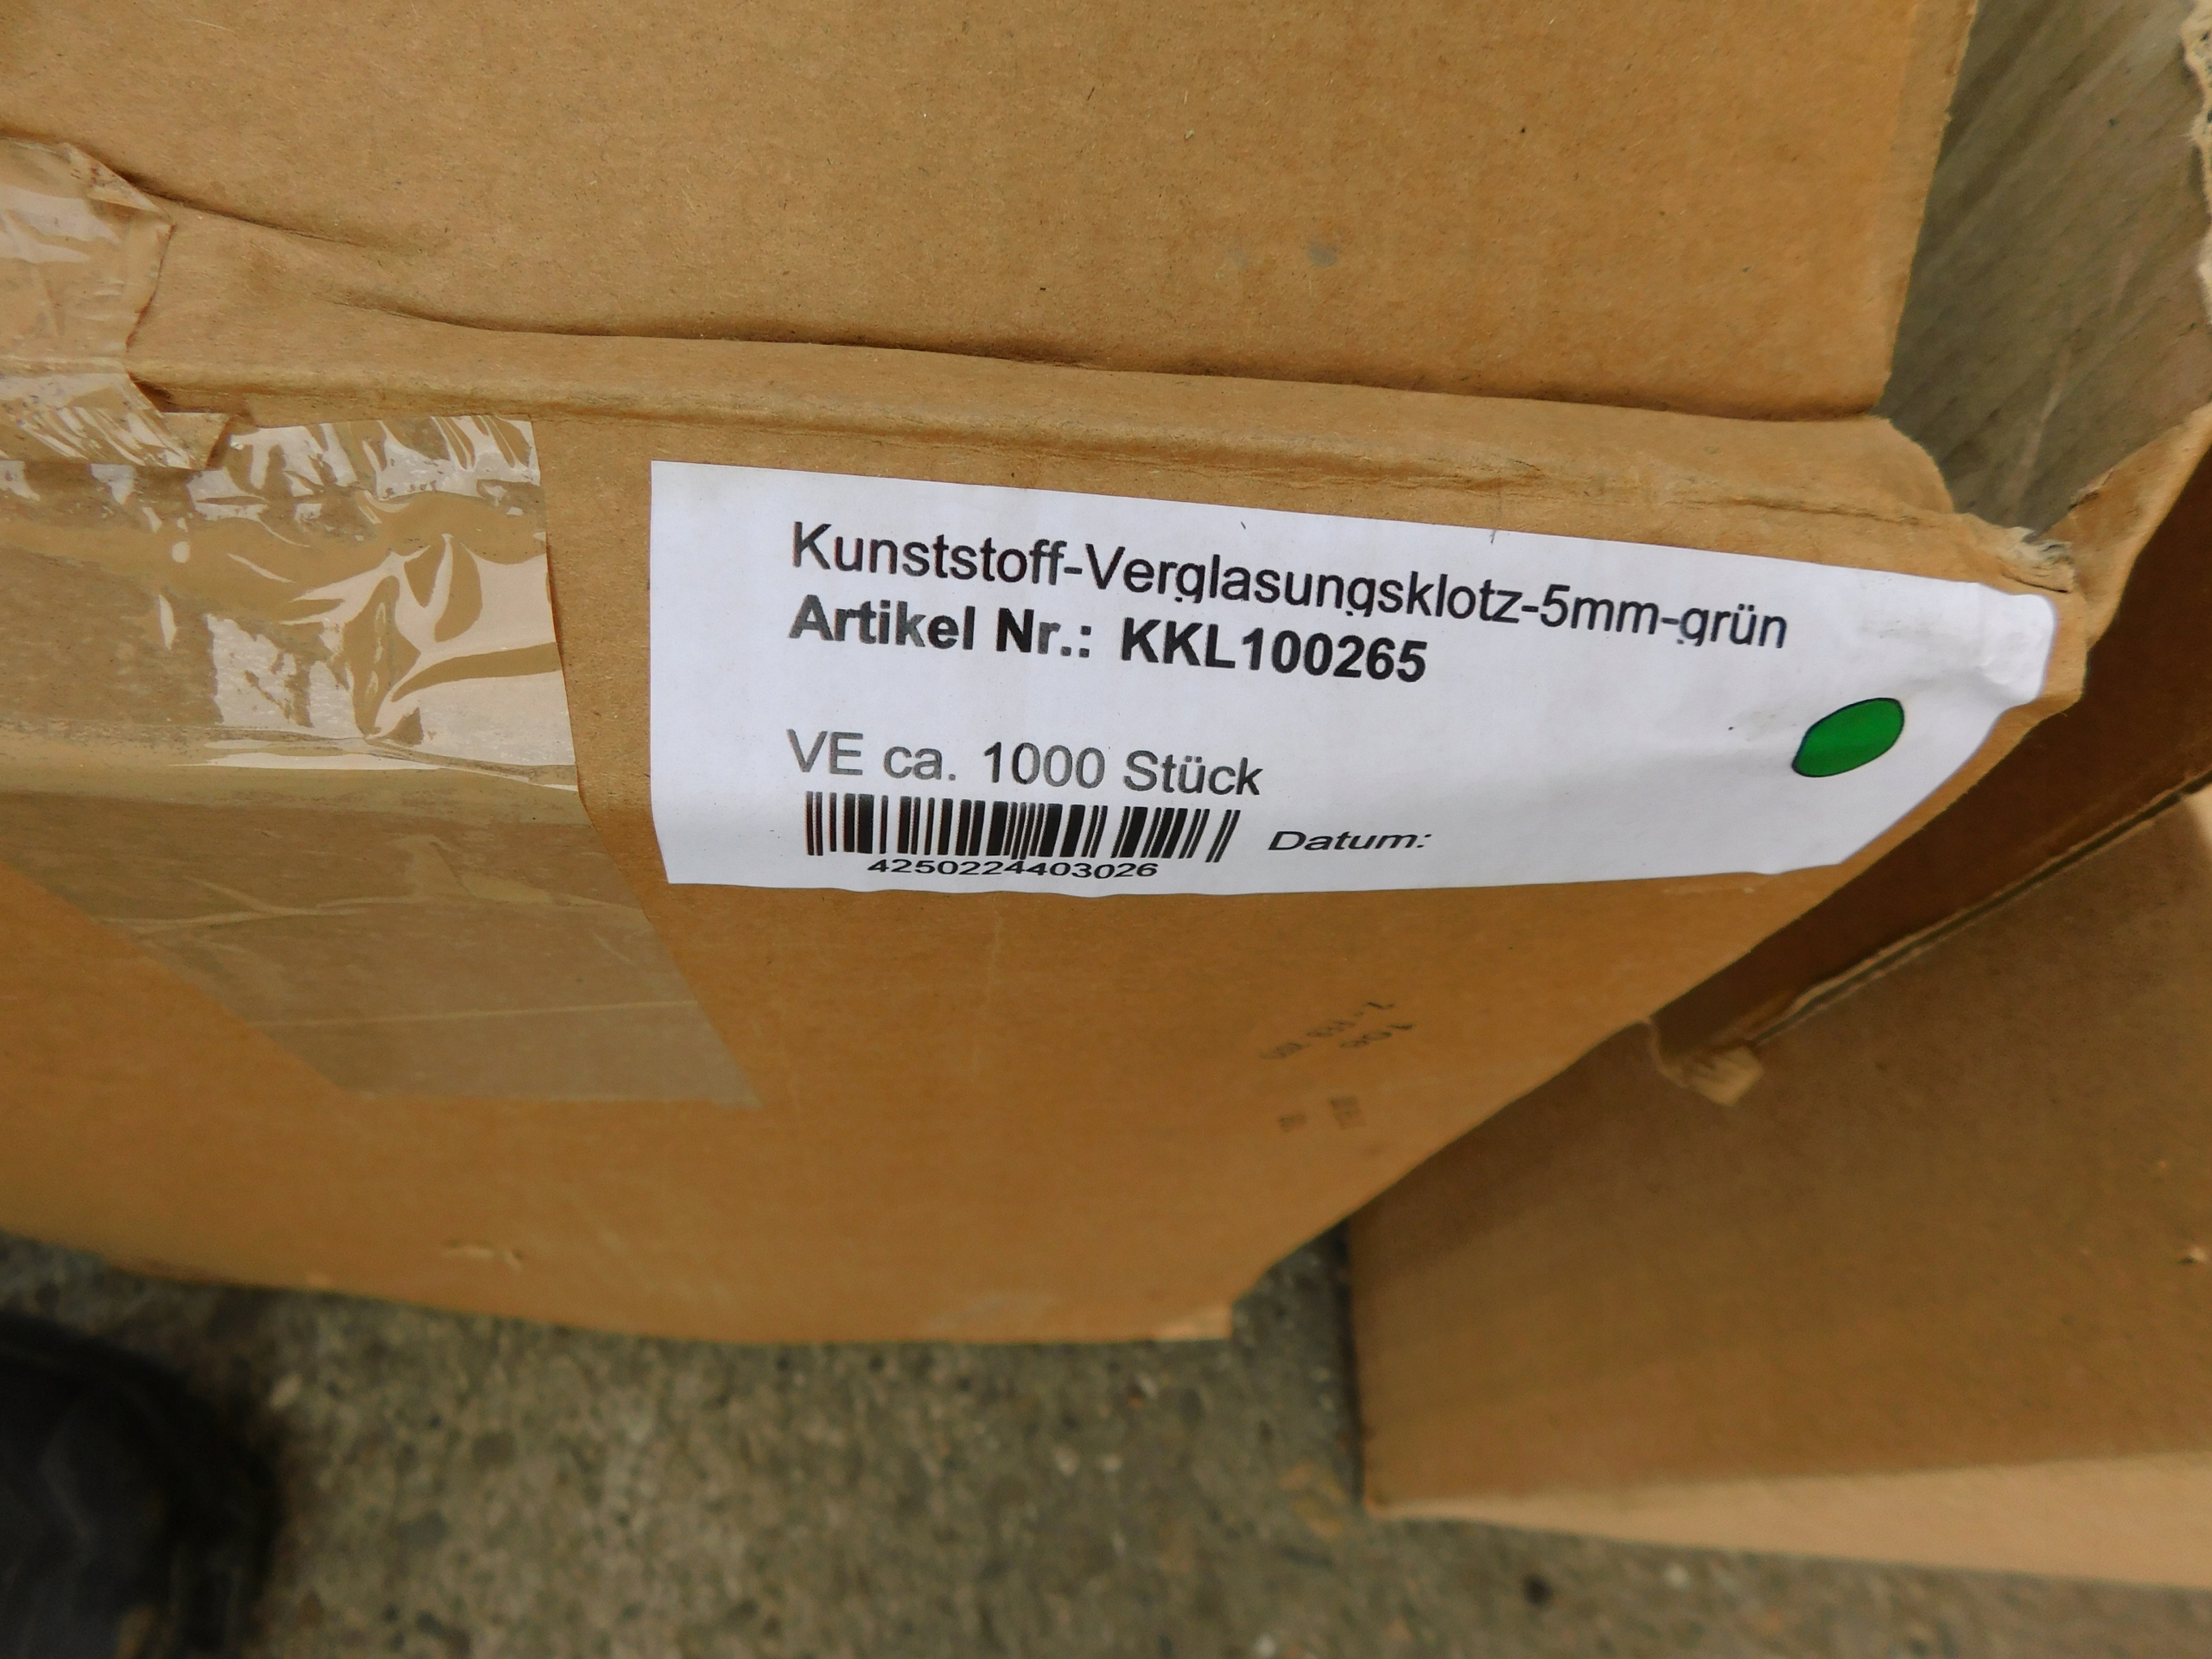 Kunststoff-Verglasungsklotz-5mm-grün
Artikel Nr.: KKL100265
VE ca. 1000 Stück
4250224403026
Datum: